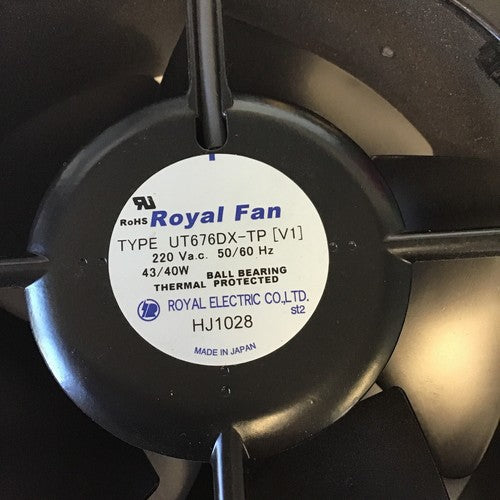 RoHS Royal Fan
TYPE UT676DX-TP [V1]
220 Va.c. 50/60 Hz
43/40W BALL BEARING
THERMAL PROTECTED
ROYAL ELECTRIC CO.,LTD.
st2
HJ1028
MADE IN JAPAN